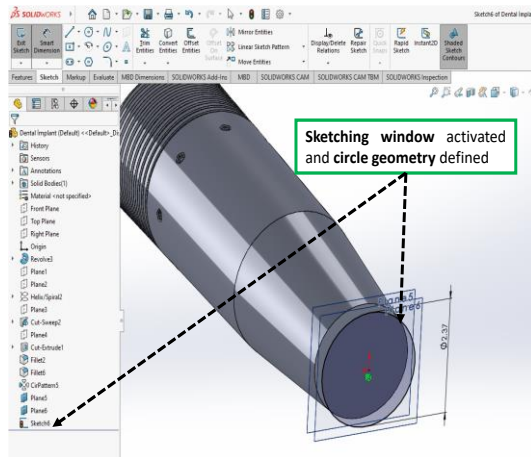 SOLIDWORKS
Sketch6 of Dental Implant
Exit Sketch
Smart Dimension
Trim Entities
Convert Entities
Offset Entities
Offset On Surface
Mirror Entities
Linear Sketch Pattern
Move Entities
Display/Delete Relations
Repair Sketch
Quick Snaps
Rapid Sketch
Instant2D
Shaded Sketch Contours
Features Sketch Markup Evaluate MBD Dimensions SOLIDWORKS Add-Ins MBD SOLIDWORKS CAM SOLIDWORKS CAM TBM SOLIDWORKS Inspection
Dental Implant (Default) <<Default>_Di
History
Sensors
Annotations
Solid Bodies(1)
Material <not specified>
Front Plane
Top Plane
Right Plane
Origin
Revolve3
Plane1
Plane2
Helix/Spiral2
Plane3
Cut-Sweep2
Plane4
Cut-Extrude1
Fillet2
Fillet6
CirPattern5
Plane5
Plane6
Sketch6
Sketching window activated
and circle geometry defined
Plane5
Plane6
Ø2.37